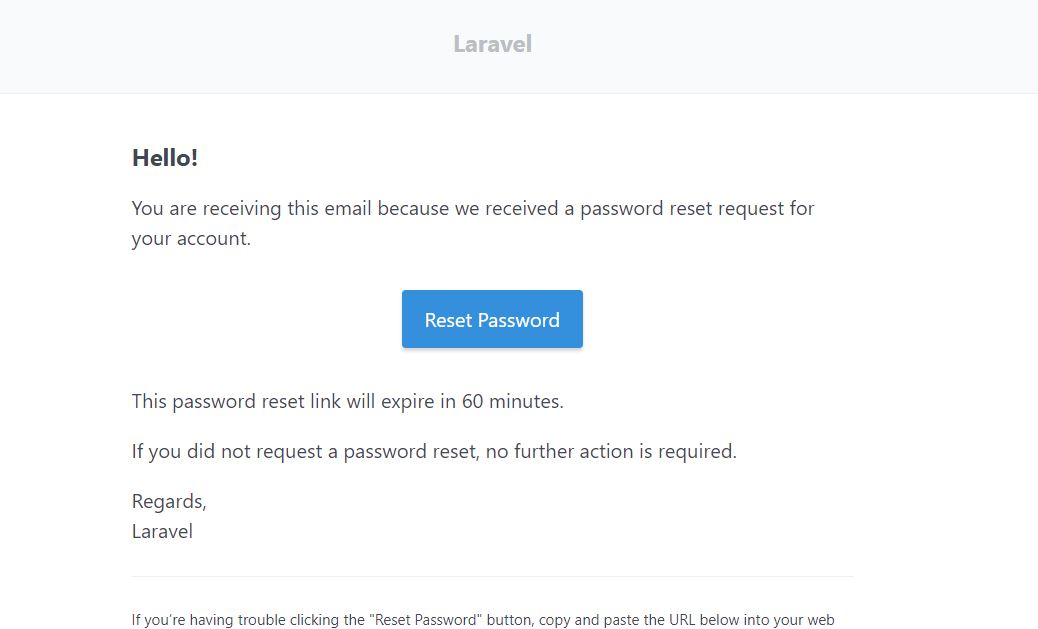 Laravel
Hello!
You are receiving this email because we received a password reset request for
your account.
Reset Password
This password reset link will expire in 60 minutes.
If you did not request a password reset, no further action is required.
Regards,
Laravel
If you're having trouble clicking the "Reset Password" button, copy and paste the URL below into your web